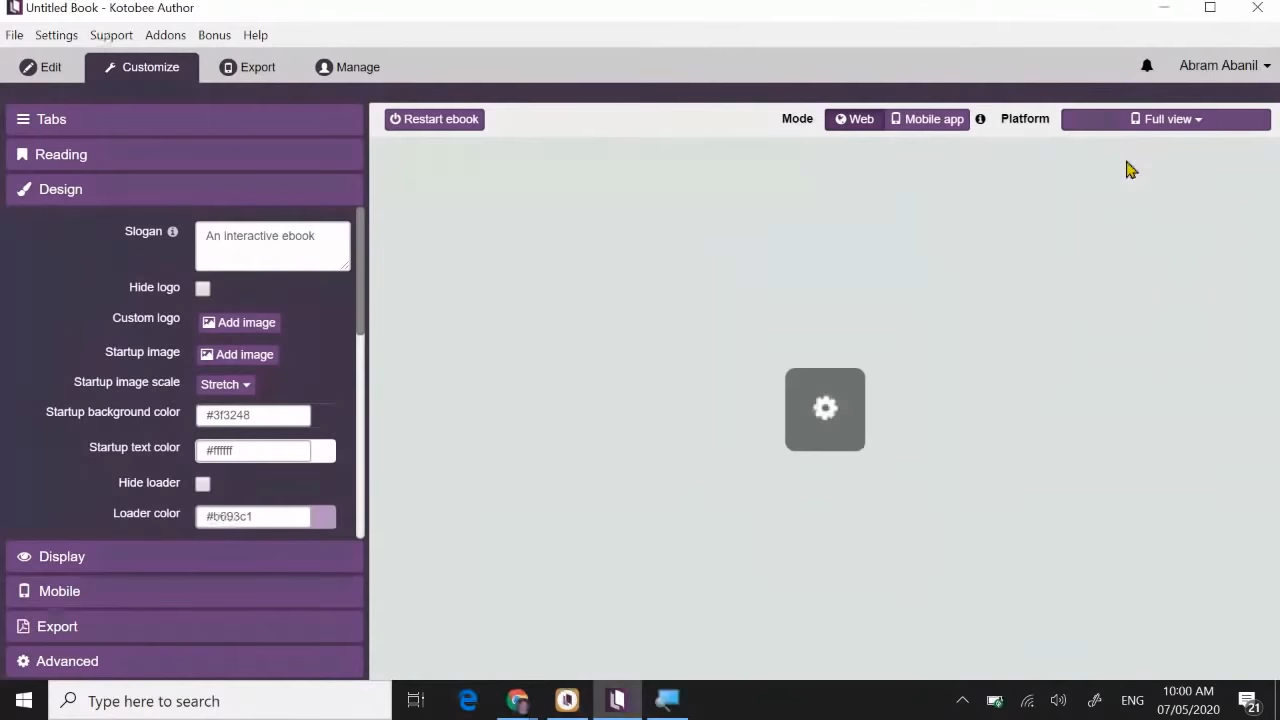 Untitled Book - Kotobee Author
File Settings Support Addons Bonus Help
Edit Customize Export Manage Abram Abanil
Tabs
Restart ebook Mode Web Mobile app Platform Full view
Reading
Design
Slogan An interactive ebook
Hide logo
Custom logo Add image
Startup image Add image
Startup image scale Stretch
Startup background color #3f3248
Startup text color #ffffff
Hide loader
Loader color #b693c1
Display
Mobile
Export
Advanced
Type here to search ENG 10:00 AM
07/05/2020 21